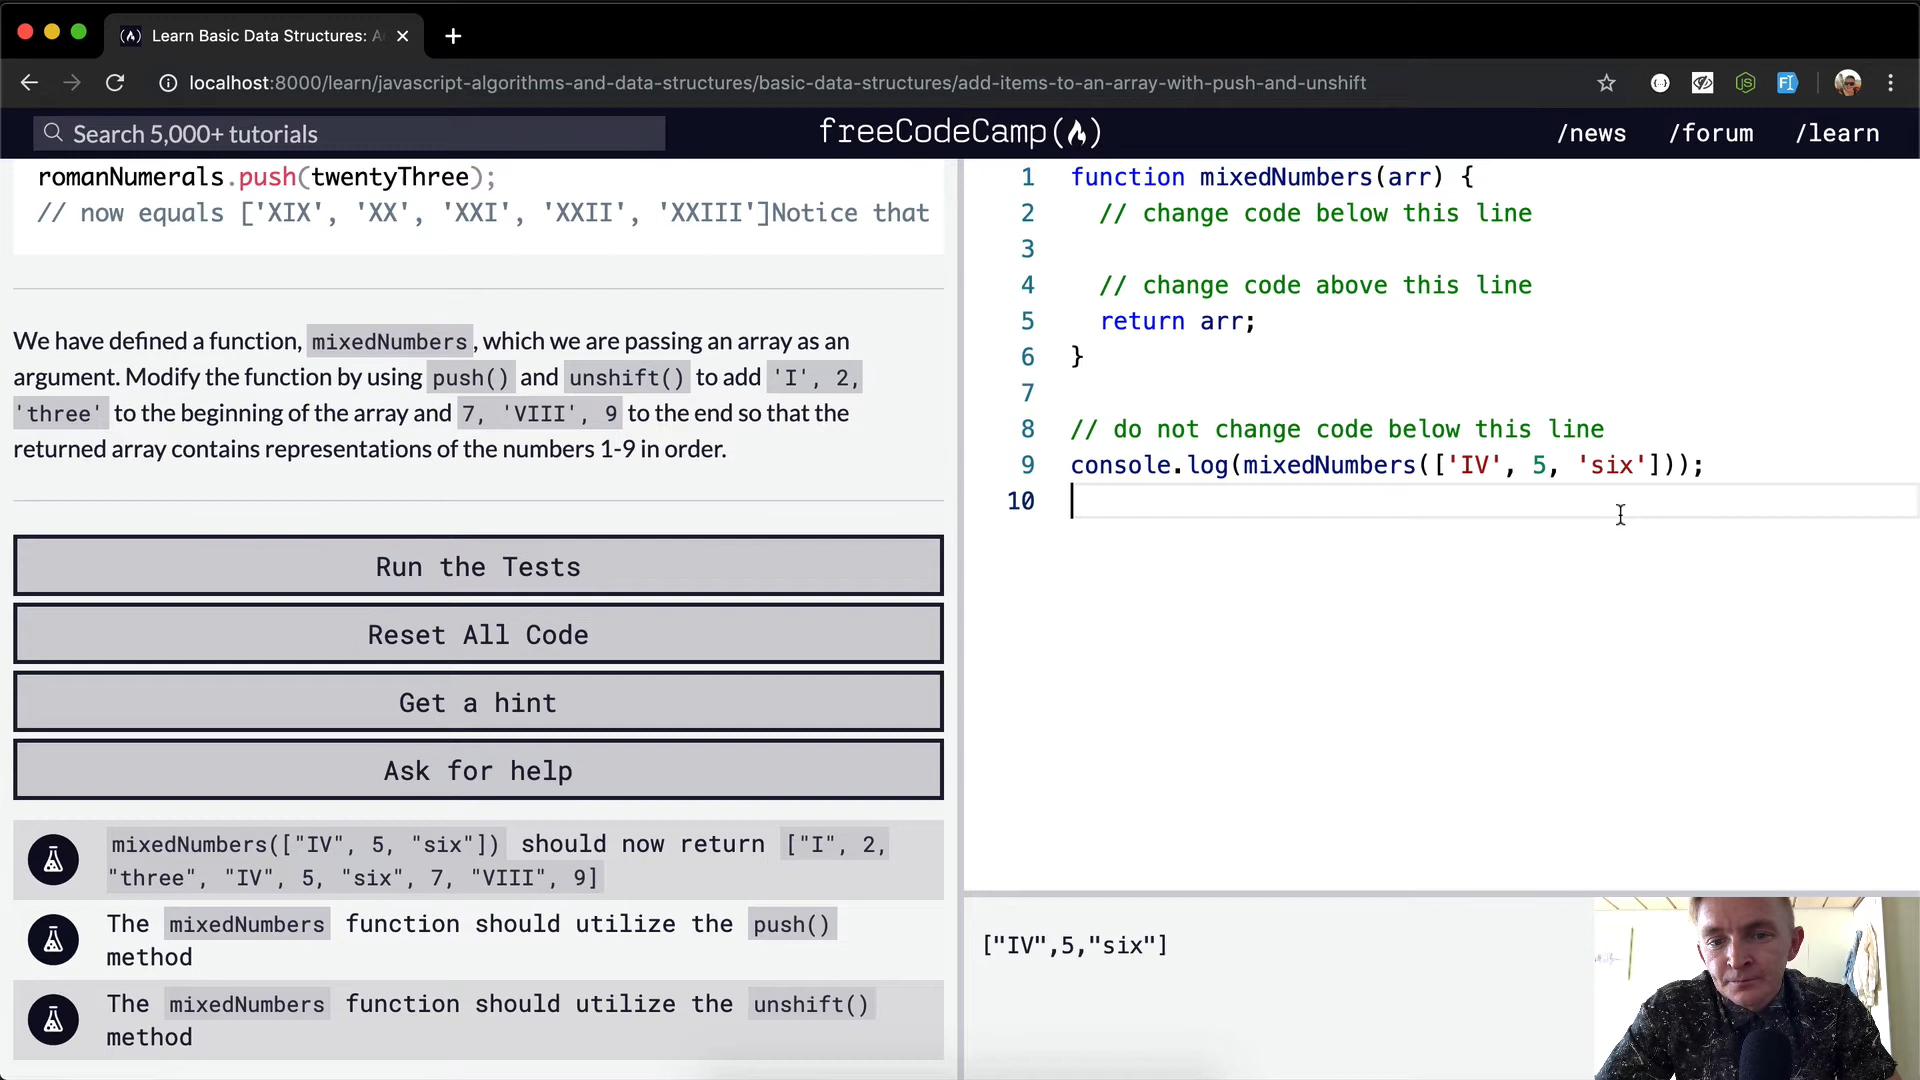 Learn Basic Data Structures: A
localhost:8000/learn/javascript-algorithms-and-data-structures/basic-data-structures/add-items-to-an-array-with-push-and-unshift
Search 5,000+ tutorials
freeCodeCamp
/news /forum /learn
romanNumerals.push(twentyThree);
// now equals ['XIX', 'XX', 'XXI', 'XXII', 'XXIII']Notice that
We have defined a function, mixedNumbers, which we are passing an array as an
argument. Modify the function by using push() and unshift() to add 'I', 2,
'three' to the beginning of the array and 7, 'VIII', 9 to the end so that the
returned array contains representations of the numbers 1-9 in order.
Run the Tests
Reset All Code
Get a hint
Ask for help
mixedNumbers(["IV", 5, "six"]) should now return ["I", 2,
"three", "IV", 5, "six", 7, "VIII", 9]
The mixedNumbers function should utilize the push()
method
The mixedNumbers function should utilize the unshift()
method
1 function mixedNumbers(arr) {
2 // change code below this line
3
4 // change code above this line
5 return arr;
6 }
7
8 // do not change code below this line
9 console.log(mixedNumbers(['IV', 5, 'six']));
10
["IV",5,"six"]